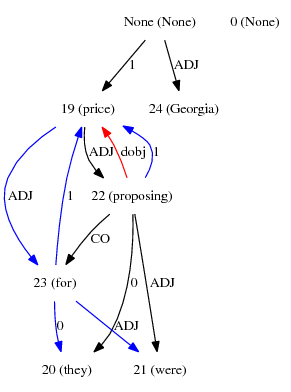 None (None) 0 (None)
1 ADJ
19 (price) 24 (Georgia)
ADJ 1 ADJ dobj 1
22 (proposing)
CO 0 ADJ
23 (for)
0 ADJ
20 (they) 21 (were)